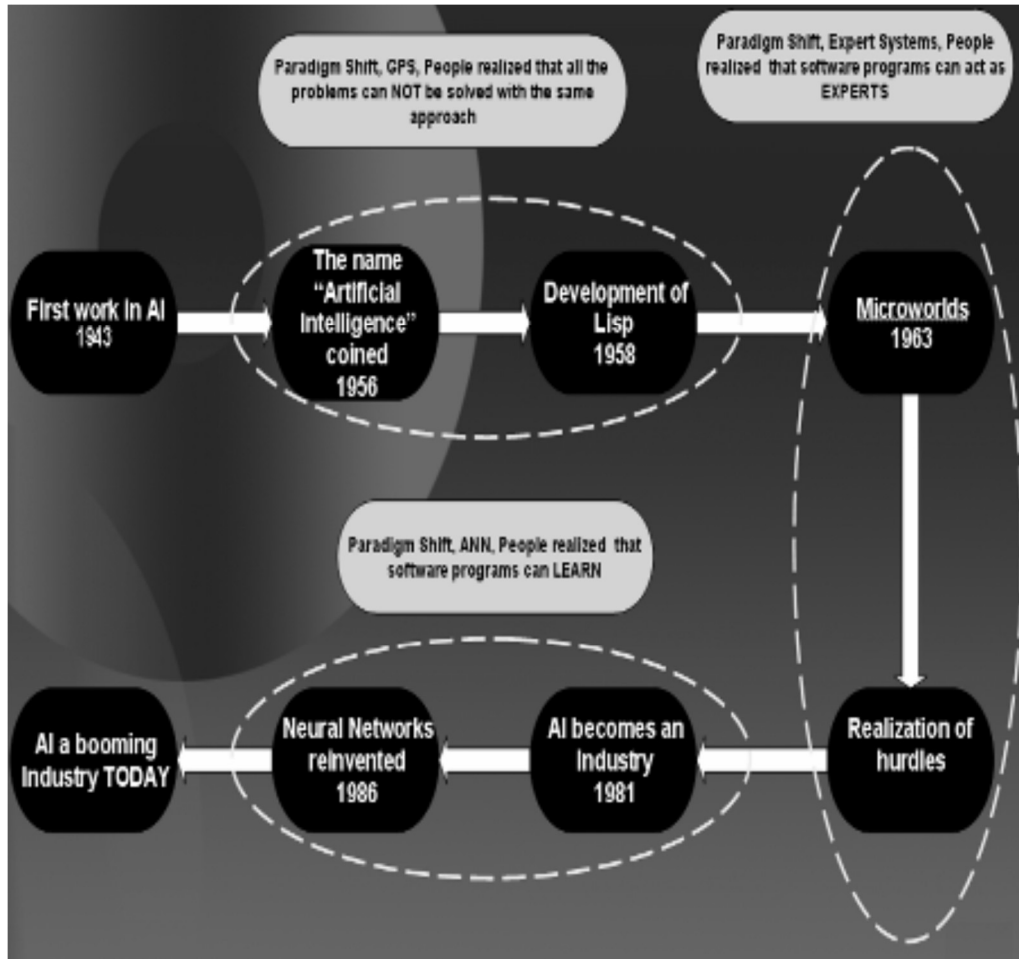 Paradigm Shift, GPS, People realized that all the
problems can NOT be solved with the same
approach
Paradigm Shift, Expert Systems, People
realized that software programs can act as
EXPERTS
First work in AI
1943
The name
“Artificial
Intelligence”
coined
1956
Development of
Lisp
1958
Microworlds
1963
Paradigm Shift, ANN, People realized that
software programs can LEARN
AI a booming
Industry TODAY
Neural Networks
reinvented
1986
AI becomes an
Industry
1981
Realization of
hurdles